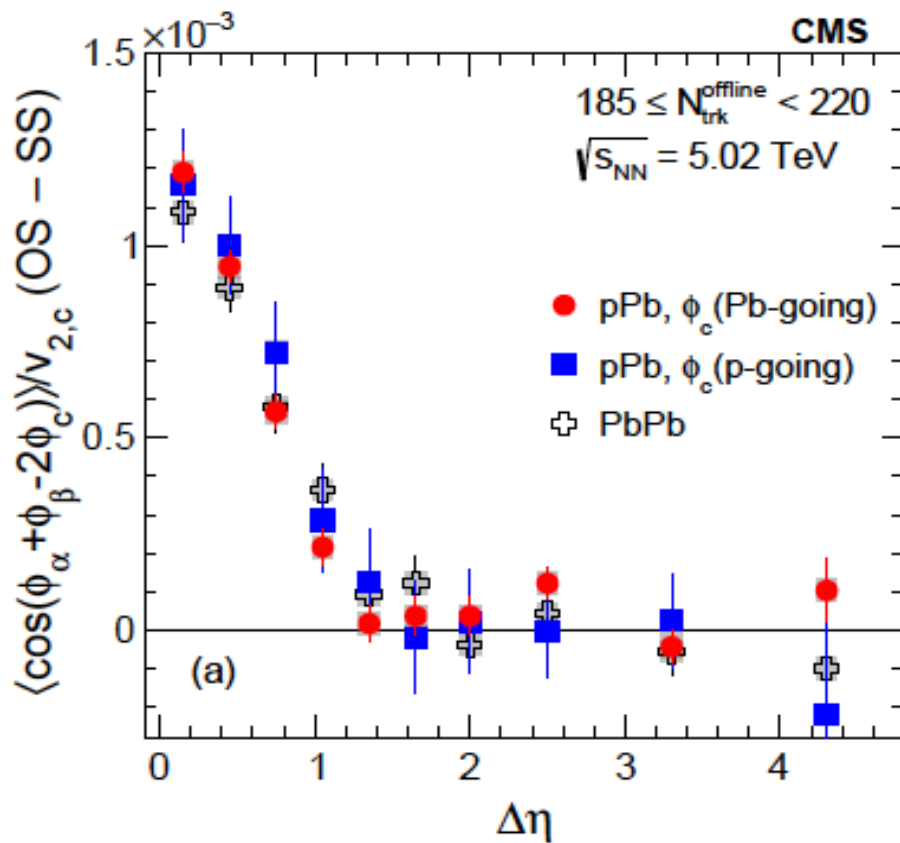 ×10⁻³
CMS
185 ≤ N_trk^offline < 220
√s_NN = 5.02 TeV
pPb, ϕ_c(Pb-going)
pPb, ϕ_c(p-going)
PbPb
(a)
⟨cos(ϕ_α+ϕ_β-2ϕ_c)⟩/v_2,c (OS − SS)
1.5
1
0.5
0
0 1 2 3 4
Δη